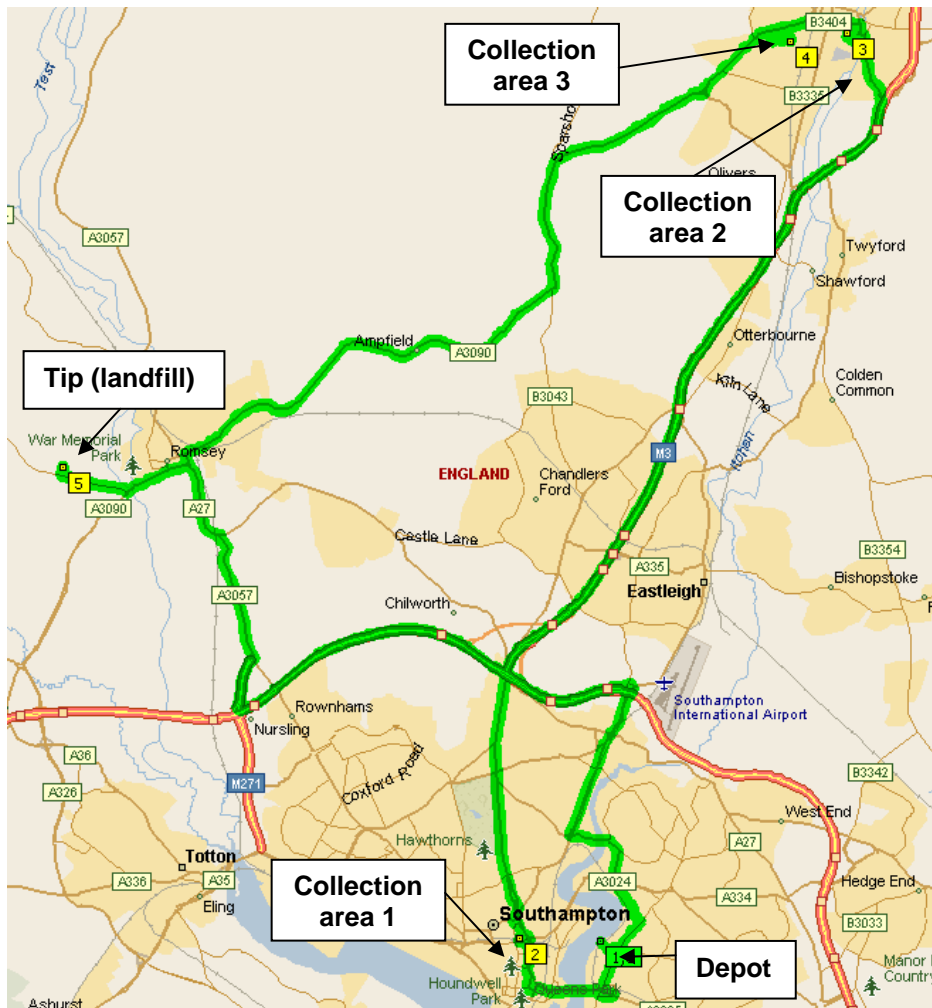 B3404
Collection
area 3
3
4
Test
B3335
Sparsho
Olivers
Collection
area 2
A3057
Twyford
Shawford
Otterbourne
Ampfield
A3090
Tip (landfill)
Kiln Lane
Colden
Common
B3043
War Memorial
Park
Romsey
M3
Itchen
ENGLAND
Chandlers
Ford
5
A3090
A27
Castle Lane
B3354
A335
Eastleigh
Bishopstoke
A3057
Chilworth
Southampton
International Airport
Rownhams
Nursling
A36
Coxford Road
M271
A326
B3342
West End
Hawthorns
A27
Totton
A3024
Hedge End
A336
A35
Collection
area 1
A334
Eling
Southampton
B3033
2
1
Depot
Manor
Country
Houndwell
Park
Queens Park
Ashurst